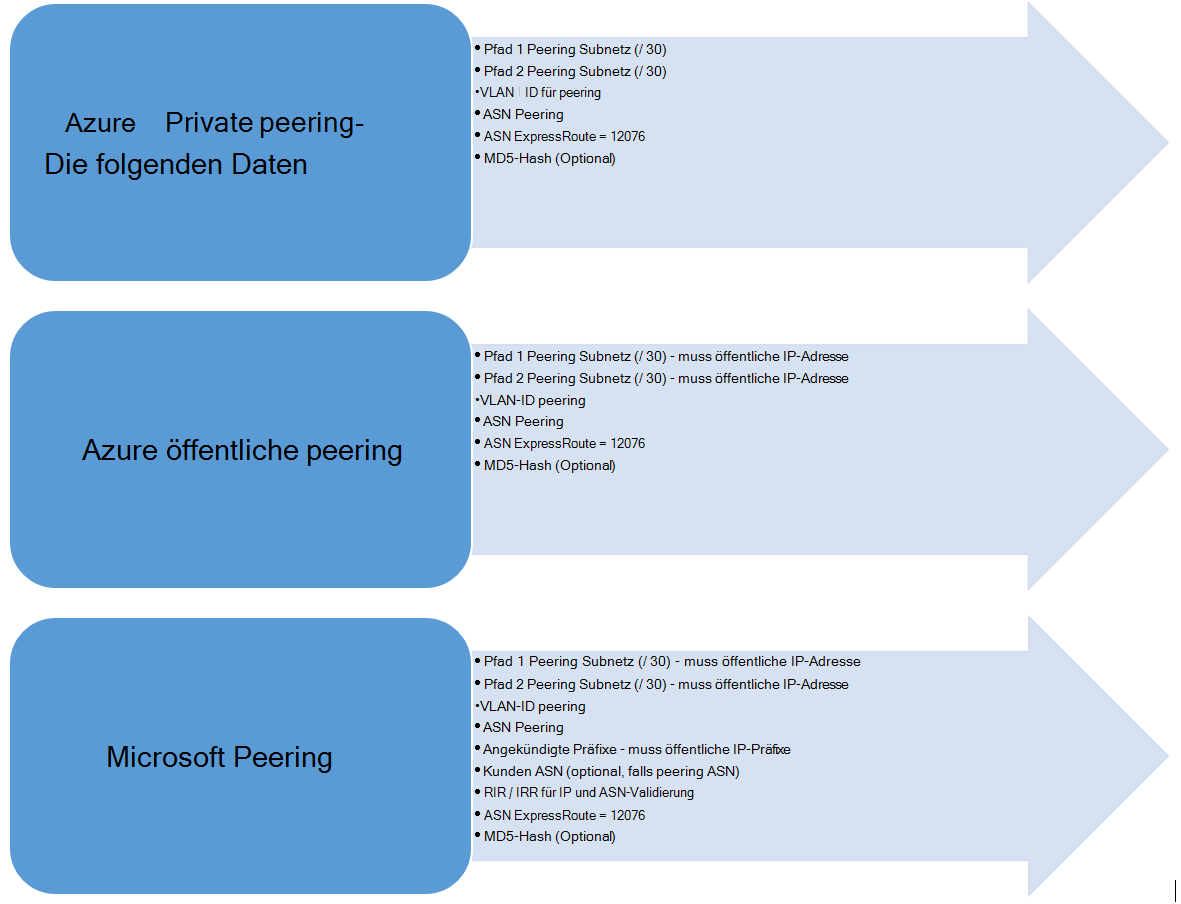 Azure Private peering-
Die folgenden Daten
• Pfad 1 Peering Subnetz (/ 30)
• Pfad 2 Peering Subnetz (/ 30)
•VLAN ID für peering
• ASN Peering
• ASN ExpressRoute = 12076
• MD5-Hash (Optional)
Azure öffentliche peering
• Pfad 1 Peering Subnetz (/ 30) - muss öffentliche IP-Adresse
• Pfad 2 Peering Subnetz (/ 30) - muss öffentliche IP-Adresse
•VLAN-ID peering
• ASN Peering
• ASN ExpressRoute = 12076
• MD5-Hash (Optional)
Microsoft Peering
• Pfad 1 Peering Subnetz (/ 30) - muss öffentliche IP-Adresse
• Pfad 2 Peering Subnetz (/ 30) - muss öffentliche IP-Adresse
•VLAN-ID peering
• ASN Peering
• Angekündigte Präfixe - muss öffentliche IP-Präfixe
• Kunden ASN (optional, falls peering ASN)
• RIR / IRR für IP und ASN-Validierung
• ASN ExpressRoute = 12076
• MD5-Hash (Optional)